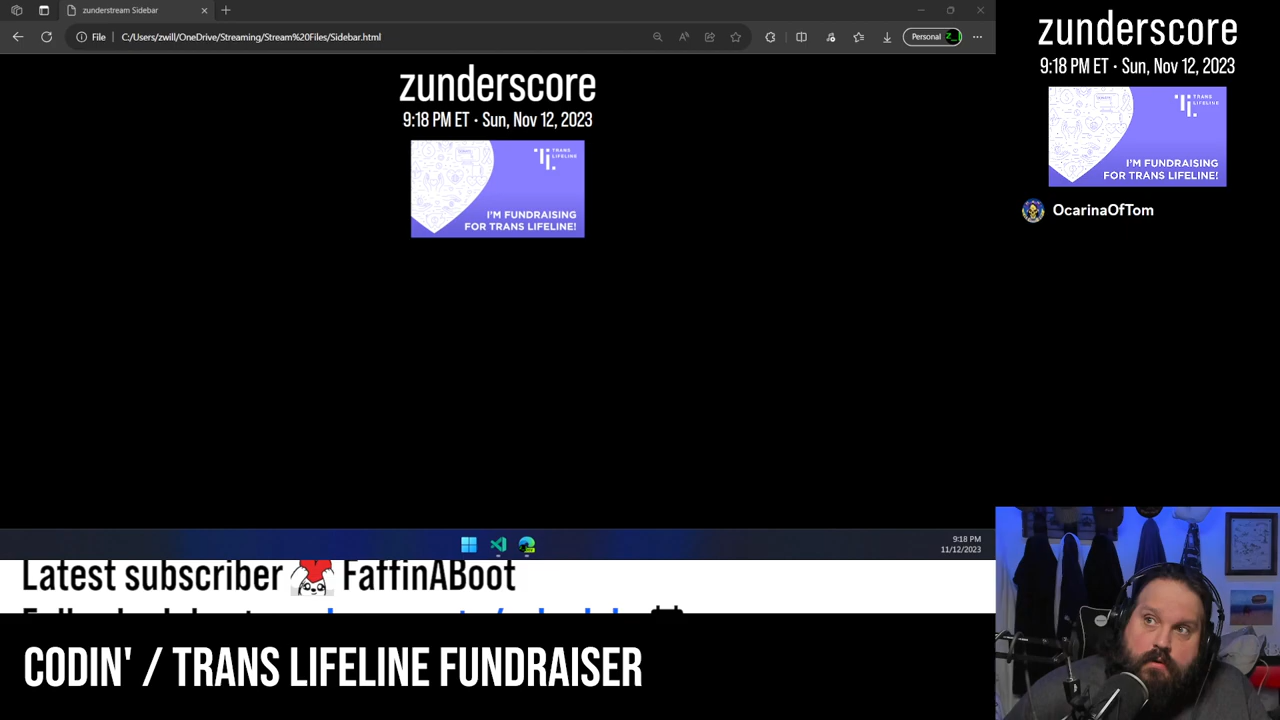 zunderstream Sidebar
File
C:/Users/zwill/OneDrive/Streaming/Stream%20Files/Sidebar.html
Personal
zunderscore
9:18 PM ET · Sun, Nov 12, 2023
TRANS
LIFELINE
I'M FUNDRAISING
FOR TRANS LIFELINE!
zunderscore
9:18 PM ET · Sun, Nov 12, 2023
TRANS
LIFELINE
I'M FUNDRAISING
FOR TRANS LIFELINE!
OcarinaOfTom
9:18 PM
11/12/2023
Latest subscriber FaffinABoot
CODIN' / TRANS LIFELINE FUNDRAISER